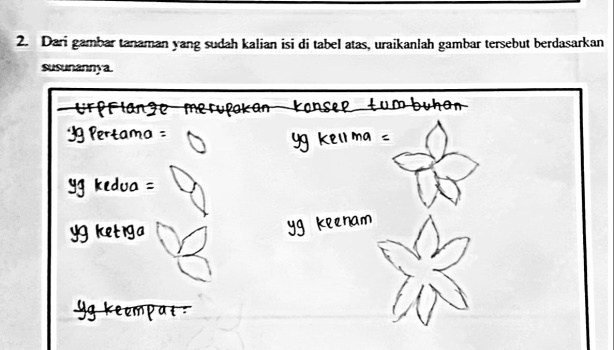 2. Dari gambar tanaman yang sudah kalian isi di tabel atas, uraikanlah gambar tersebut berdasarkan
susunannya.
merupakan konsep tumbuhan
yg Pertama =
yg kelima =
yg kedua =
yg ketiga
yg keenam
yg keempat =